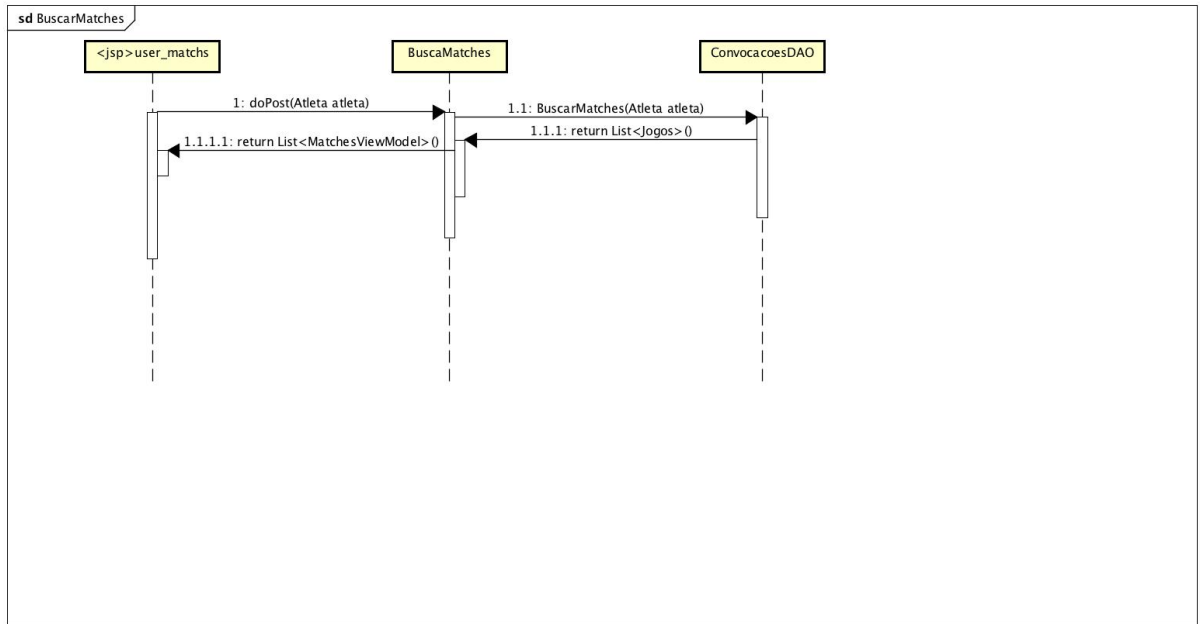 sd BuscarMatches
<jsp>user_matchs
BuscaMatches
ConvocacoesDAO
1: doPost(Atleta atleta)
1.1: BuscarMatches(Atleta atleta)
1.1.1: return List<Jogos>()
1.1.1.1: return List<MatchesViewModel>()